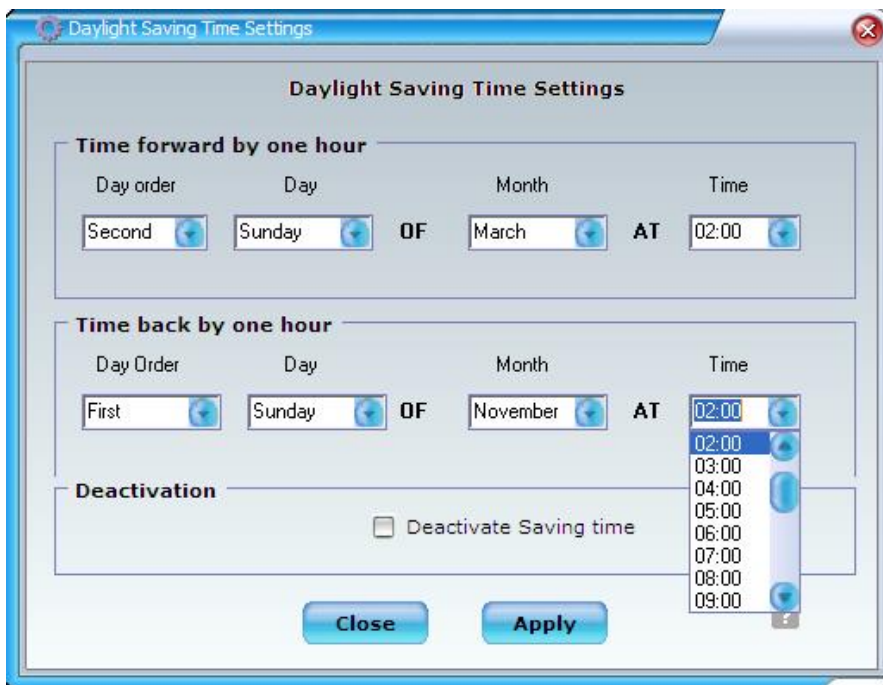 Daylight Saving Time Settings
Daylight Saving Time Settings
Time forward by one hour
Day order Day Month Time
Second Sunday OF March AT 02:00
Time back by one hour
Day Order Day Month Time
First Sunday OF November AT 02:00
02:00
03:00
04:00
05:00
06:00
07:00
08:00
09:00
Deactivation
Deactivate Saving time
Close Apply
?